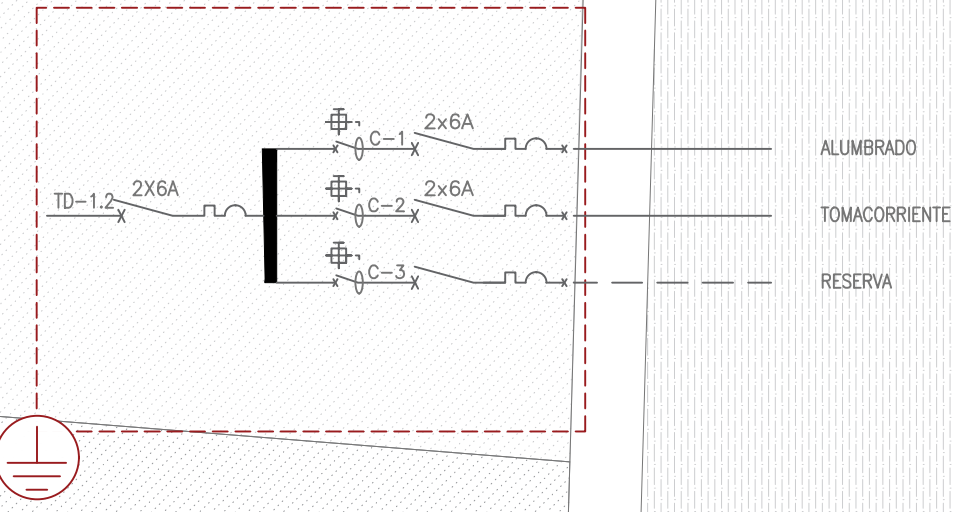 2x6A
C-1
ALUMBRADO
TD-1.2
2X6A
2x6A
C-2
TOMACORRIENTE
C-3
RESERVA